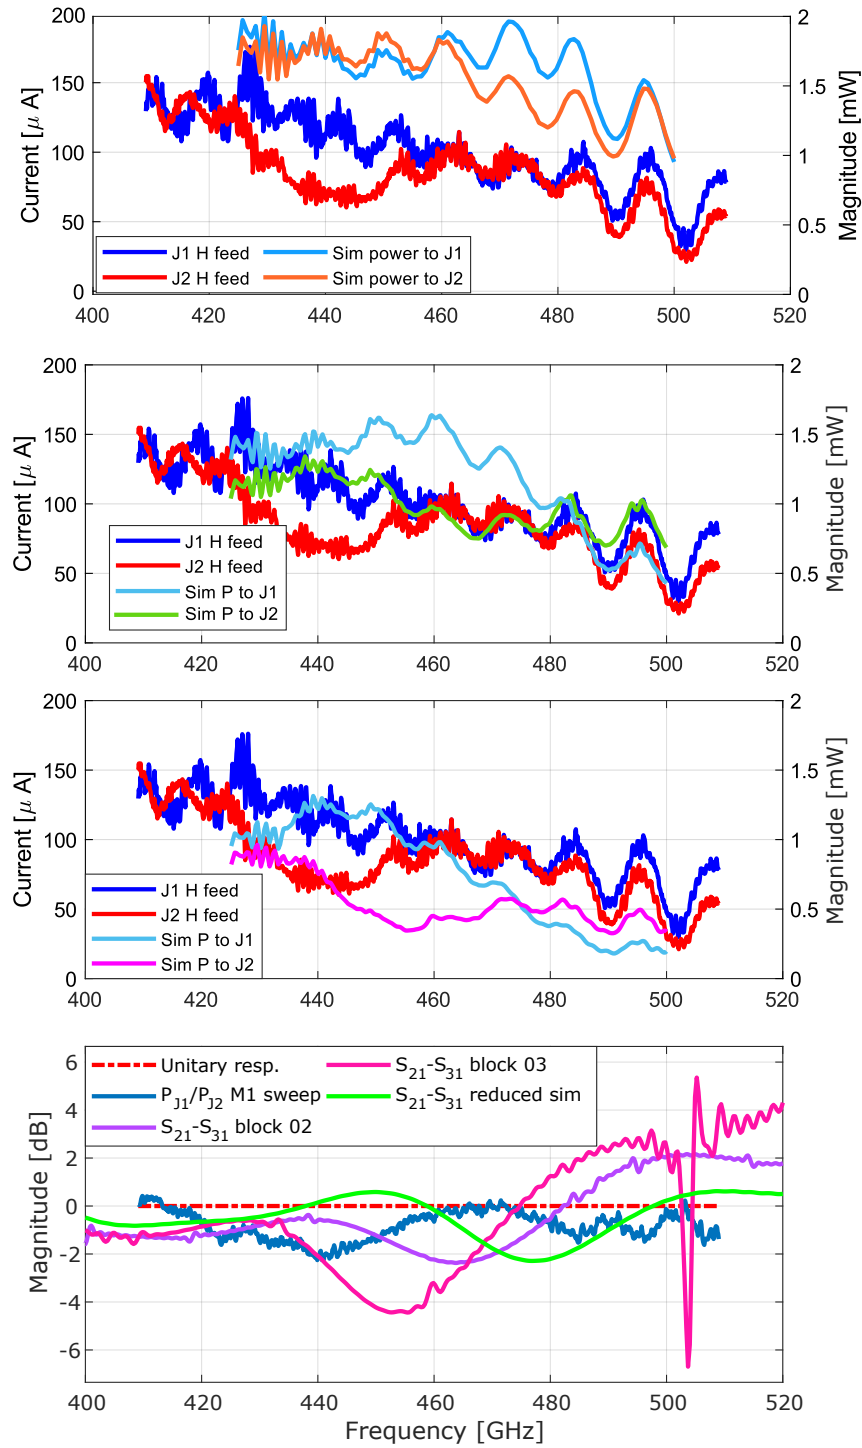 200
150
100
50
0
Current [μ A]
2
1.5
1
0.5
0
Magnitude [mW]
J1 H feed
Sim power to J1
J2 H feed
Sim power to J2
400 420 440 460 480 500 520
200
150
100
50
0
Current [μ A]
2
1.5
1
0.5
0
Magnitude [mW]
J1 H feed
J2 H feed
Sim P to J1
Sim P to J2
400 420 440 460 480 500 520
200
150
100
50
0
Current [μ A]
2
1.5
1
0.5
0
Magnitude [mW]
J1 H feed
J2 H feed
Sim P to J1
Sim P to J2
400 420 440 460 480 500 520
6
4
2
0
-2
-4
-6
Magnitude [dB]
Unitary resp.
S21-S31 block 03
PJ1/PJ2 M1 sweep
S21-S31 reduced sim
S21-S31 block 02
400 420 440 460 480 500 520
Frequency [GHz]